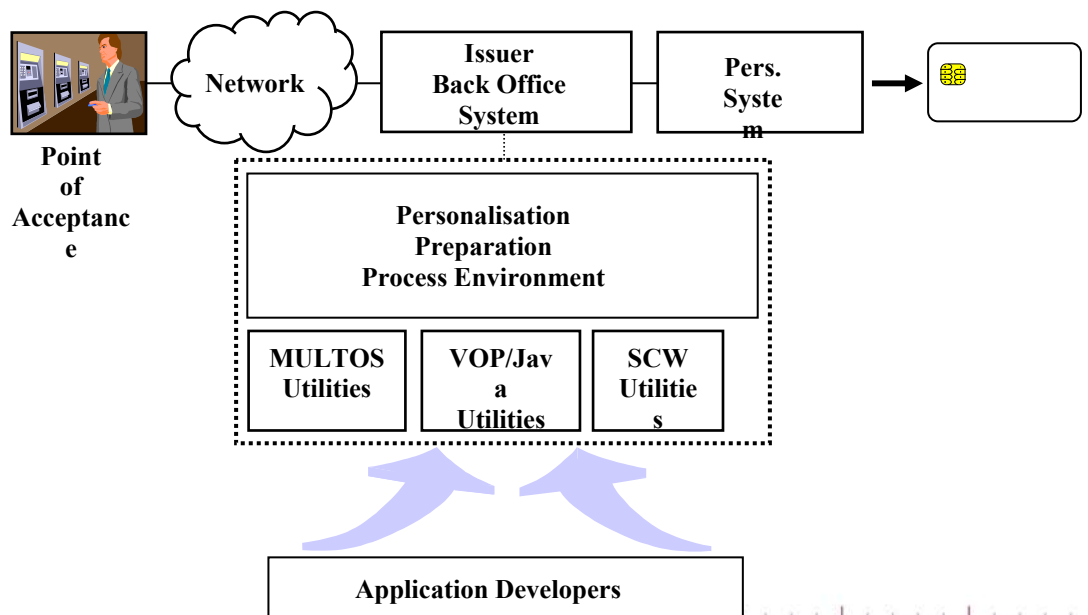 Network
Issuer
Back Office
System
Pers.
Syste
m
Point
of
Acceptanc
e
Personalisation
Preparation
Process Environment
MULTOS
Utilities
VOP/Jav
a
Utilities
SCW
Utilitie
s
Application Developers